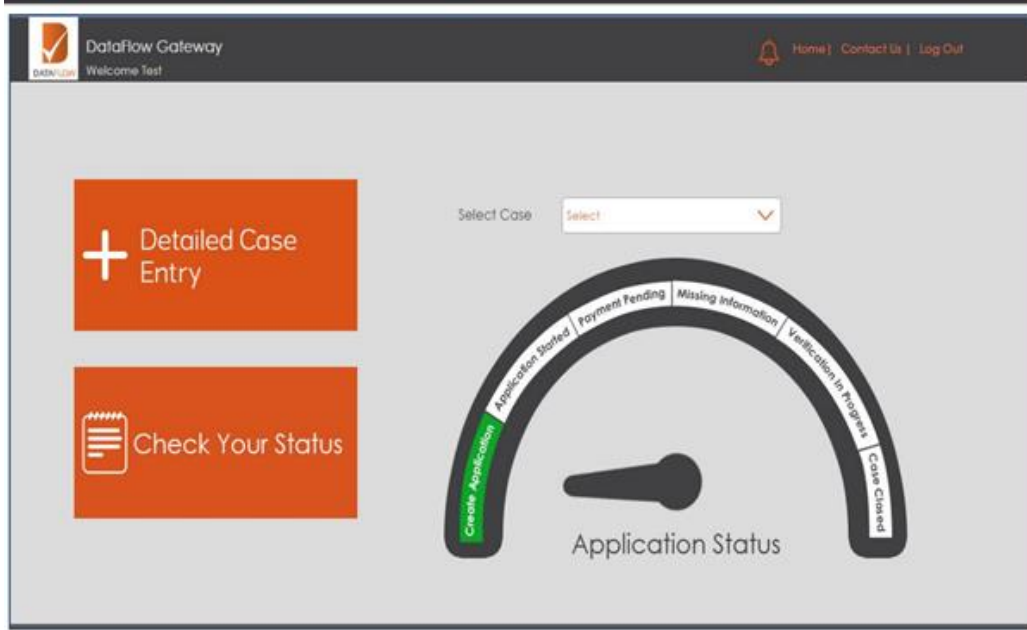 DataFlow Gateway
Welcome Test
DATAFLOW
Home | Contact Us | Log Out
Detailed Case
Entry
Check Your Status
Select Case
Select
Create Application
Application Started
Payment Pending
Missing Information
Verification In Progress
Case Closed
Application Status